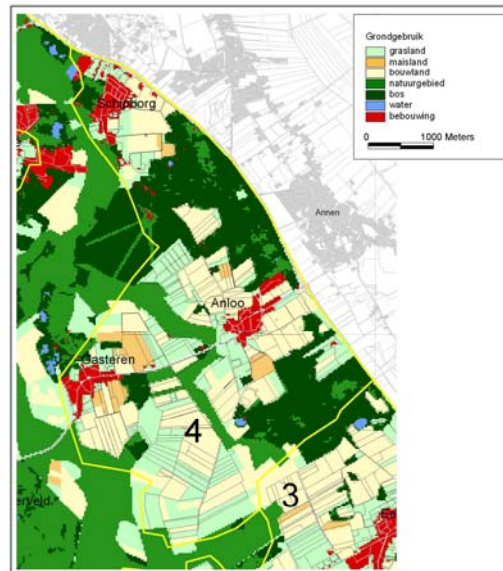 Grondgebruik
grasland
maisland
bouwland
natuurgebied
bos
water
bebouwing
0 1000 Meters
Schipborg
Annen
Anloo
Gasteren
4
3